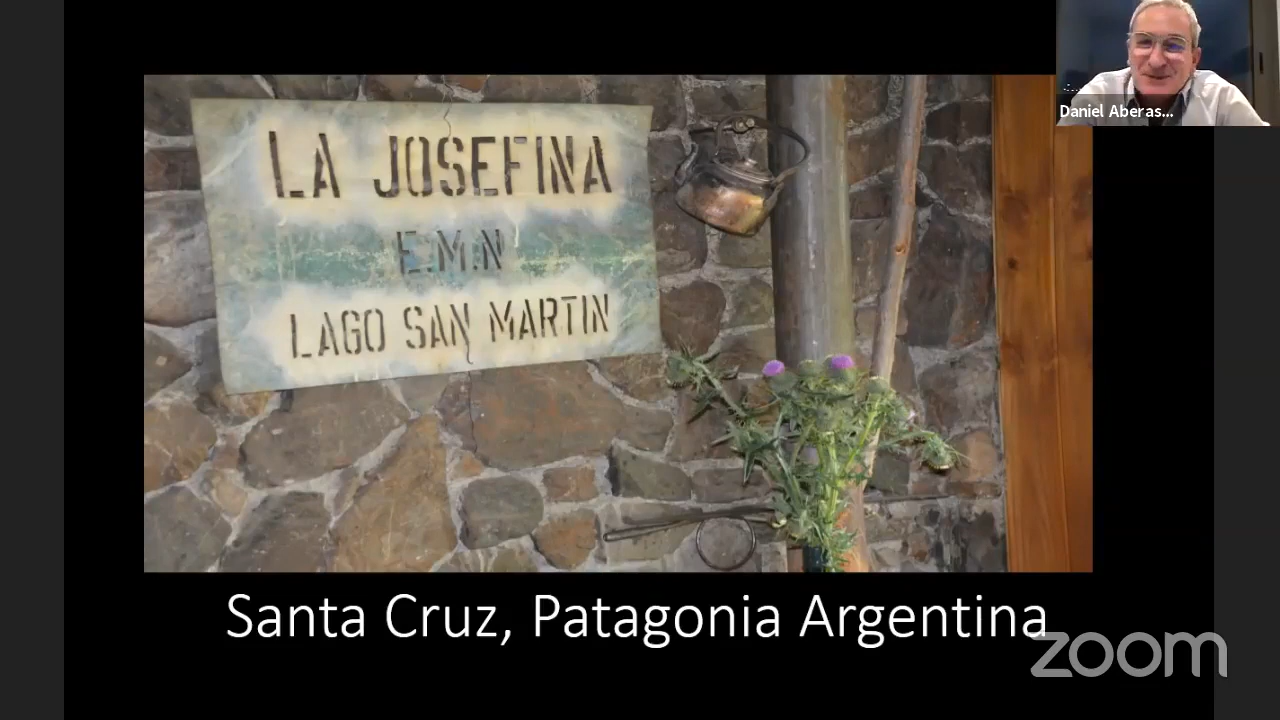 Daniel Aberas...
LA JOSEFINA
E.M.N
LAGO SAN MARTIN
Santa Cruz, Patagonia Argentina
zoom